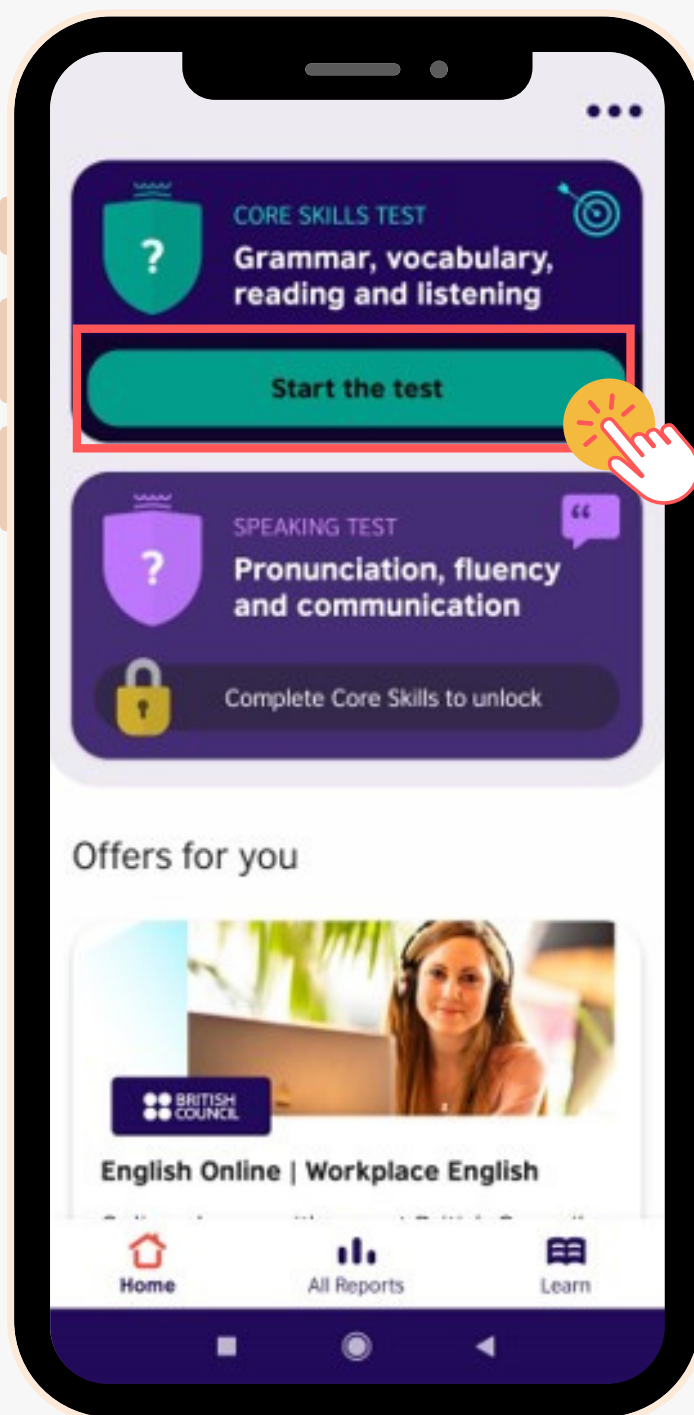 CORE SKILLS TEST
?
Grammar, vocabulary,
reading and listening
Start the test
SPEAKING TEST
?
Pronunciation, fluency
and communication
Complete Core Skills to unlock
Offers for you
BRITISH
COUNCIL
English Online | Workplace English
Home
All Reports
Learn